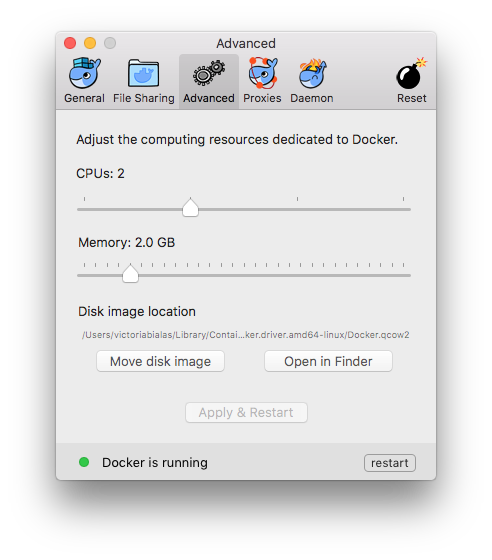 Advanced
General File Sharing Advanced Proxies Daemon Reset
Adjust the computing resources dedicated to Docker.
CPUs: 2
Memory: 2.0 GB
Disk image location
/Users/victoriabialas/Library/Contai...ker.driver.amd64-linux/Docker.qcow2
Move disk image Open in Finder
Apply & Restart
Docker is running restart